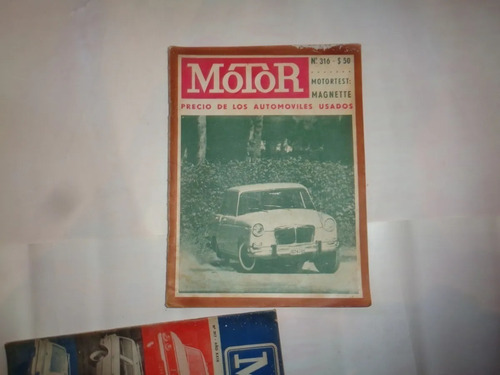 MOTOR
Nº 316 - $ 50
MOTORTEST:
MAGNETTE
PRECIO DE LOS AUTOMOVILES USADOS